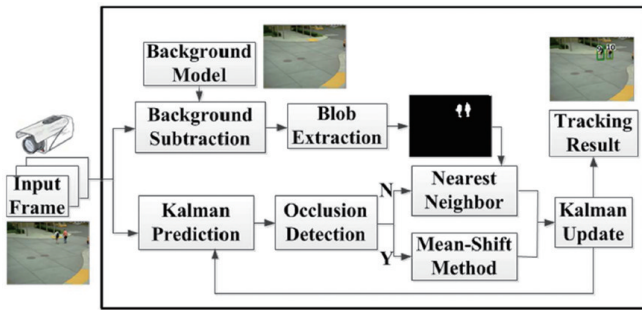 Background
Model
Background
Subtraction
Blob
Extraction
Tracking
Result
Input
Frame
Kalman
Prediction
Occlusion
Detection
N
Y
Nearest
Neighbor
Mean-Shift
Method
Kalman
Update